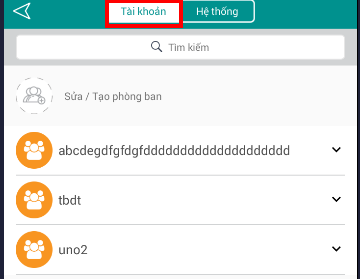 Tài khoản Hệ thống
Tìm kiếm
Sửa / Tạo phòng ban
abcdegdfgfdgfdddddddddddddddddddd
tbdt
uno2